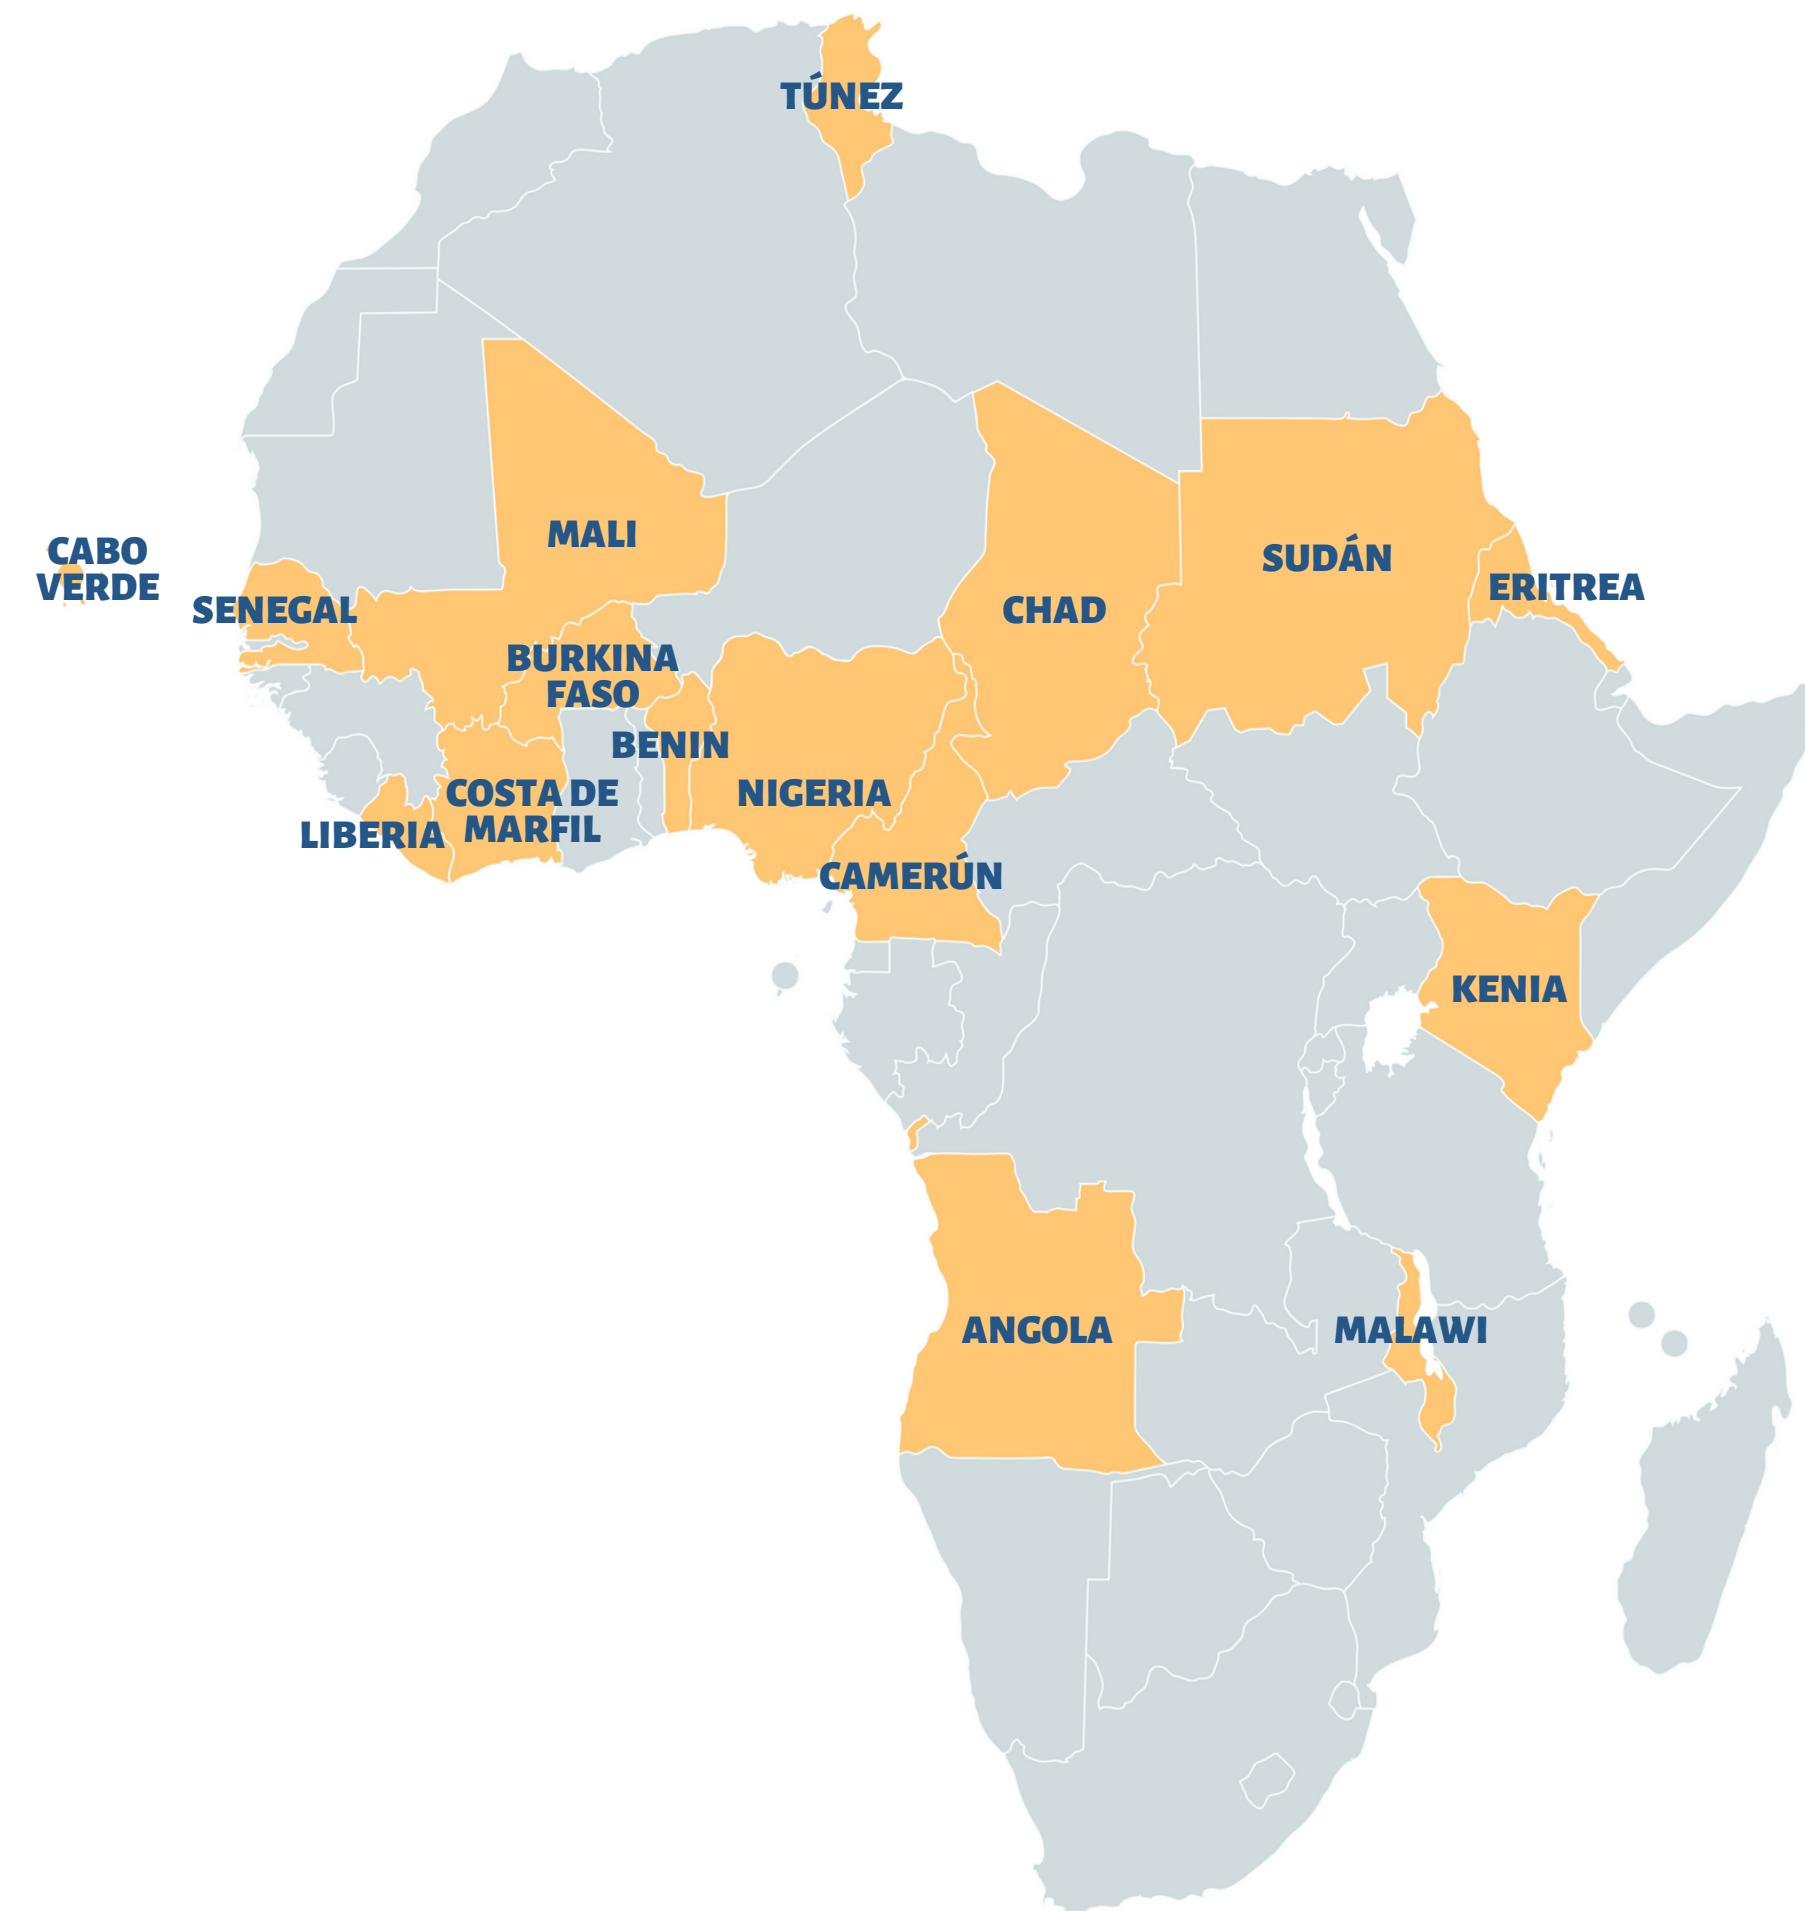 TÚNEZ
MALI
CABO
VERDE
SENEGAL
SUDÁN
ERITREA
CHAD
BURKINA
FASO
BENIN
COSTA DE
MARFIL
NIGERIA
LIBERIA
CAMERÚN
KENIA
ANGOLA
MALAWI